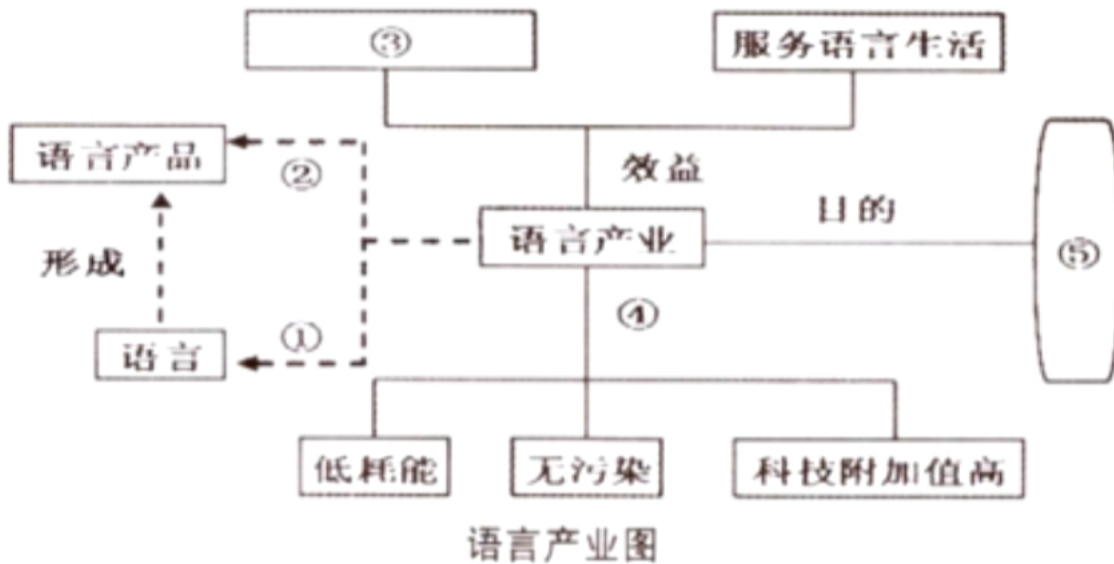 ③
服务语言生活
语言产品
②
效益
目的
语言产业
⑤
形成
④
①
语言
低耗能
无污染
科技附加值高
语言产业图